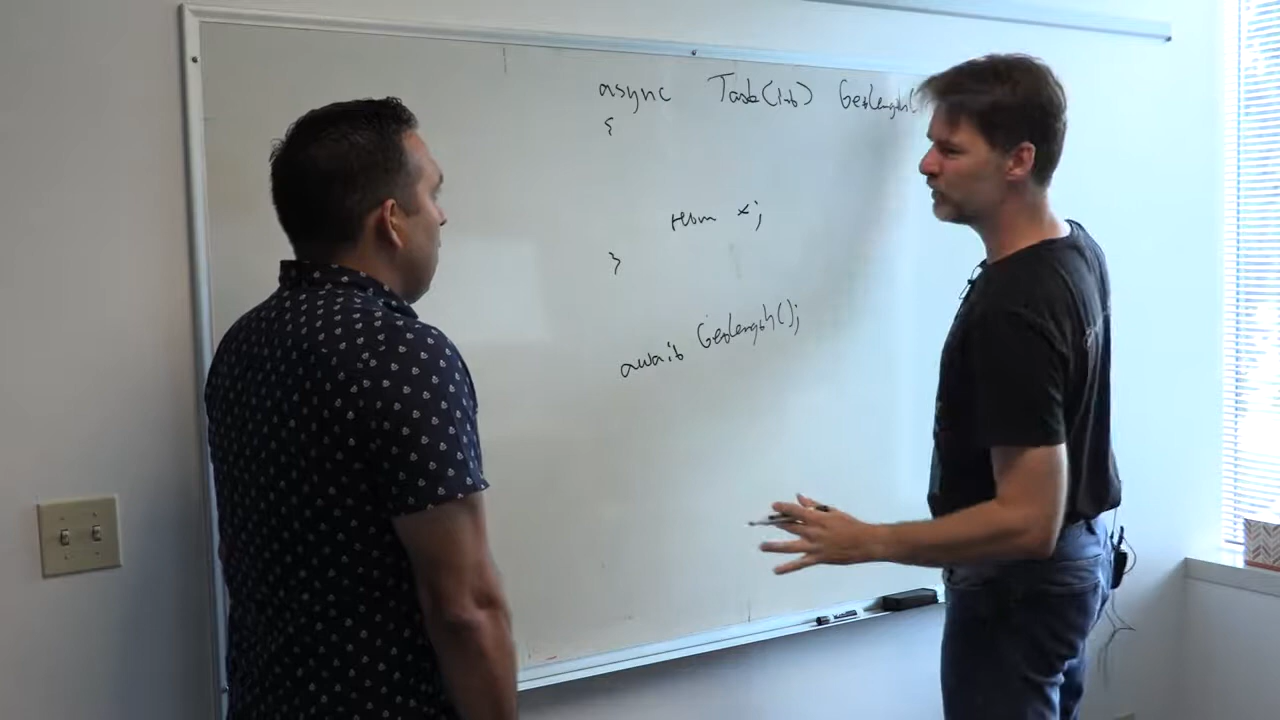 async Task(int) GetLength(
{
return x;
}
await GetLength();